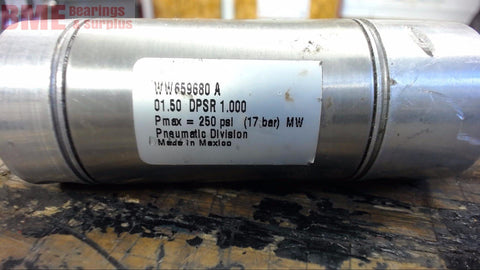 BME Bearings
& Surplus
WW659680 A
01.50 DPSR 1.000
Pmax = 250 psi (17 bar) MW
Pneumatic Division
Made in Mexico